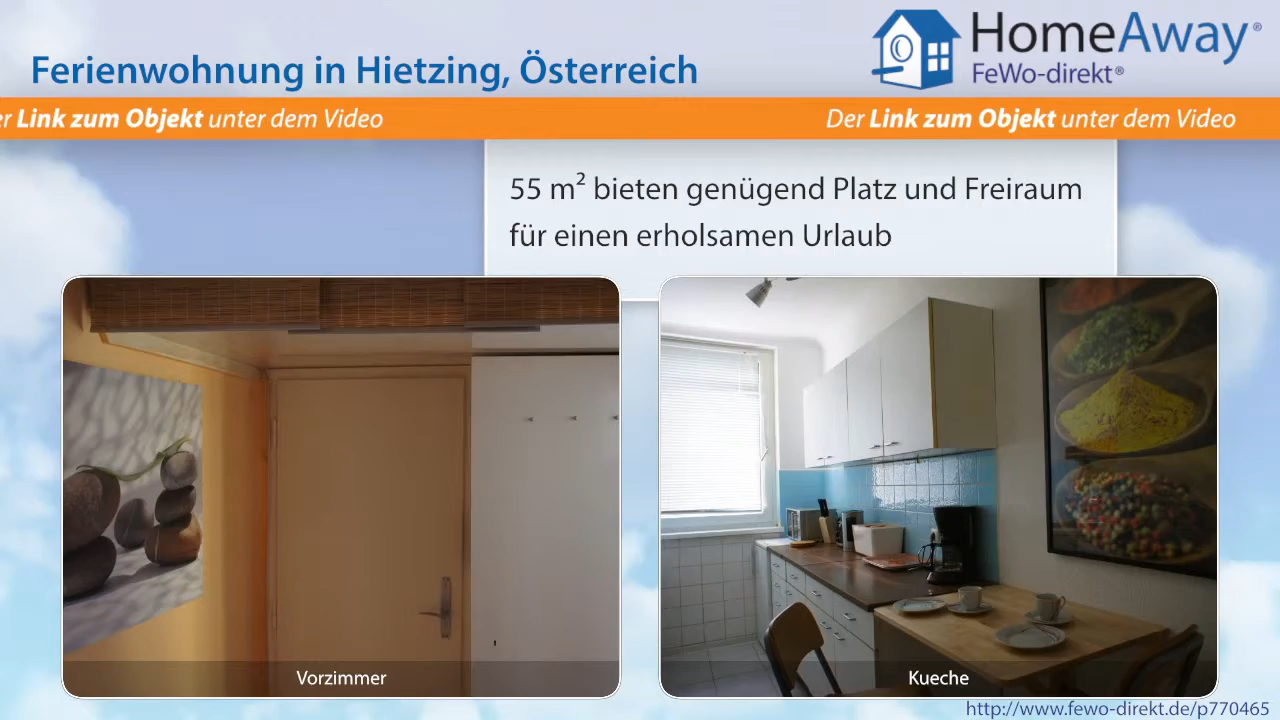 Ferienwohnung in Hietzing, Österreich
HomeAway®
FeWo-direkt®
er Link zum Objekt unter dem Video
Der Link zum Objekt unter dem Video
55 m² bieten genügend Platz und Freiraum
für einen erholsamen Urlaub
Vorzimmer
Kueche
http://www.fewo-direkt.de/p770465